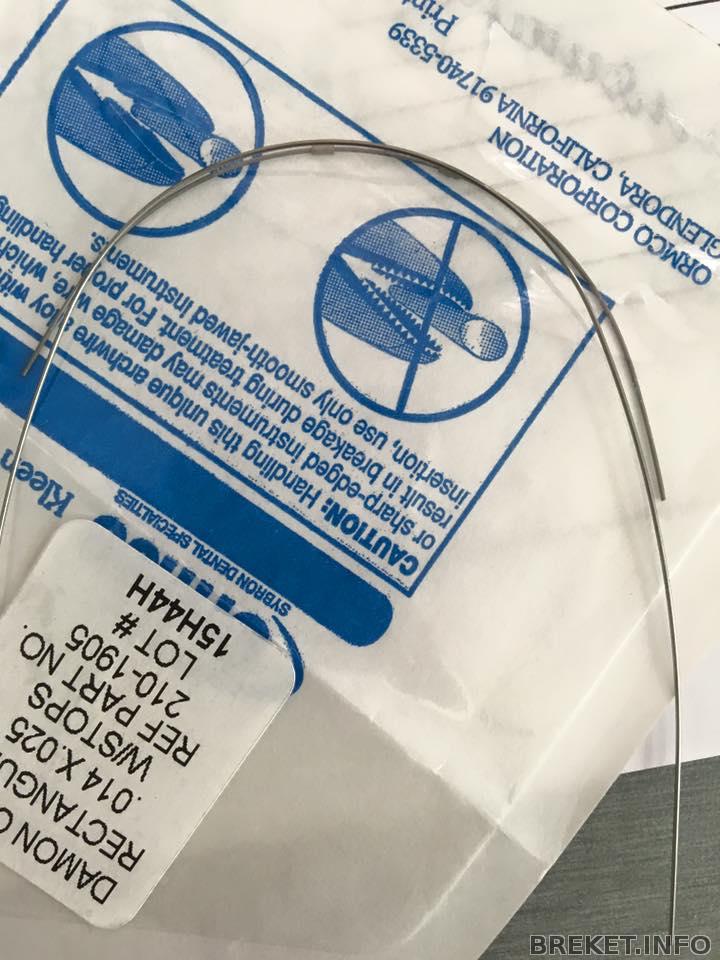 ORMCO CORPORATION
GLENDORA, CALIFORNIA 91740-5339
Print
CAUTION: Handling this unique archwire alloy with
or sharp-edged instruments may damage wire, which
result in breakage during treatment. For proper handling
insertion, use only smooth-jawed instruments.
Kleen
SYBRON DENTAL SPECIALTIES
DAMON
.014 X .025
W/STOPS
REF PART NO.
210-1905
LOT #
15H44H
BREKET.INFO